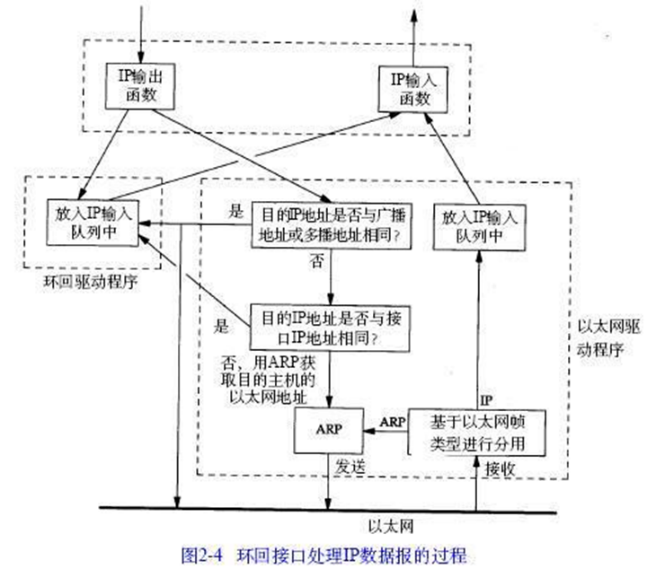 IP输出
函数
IP输入
函数
放入IP输入
队列中
环回驱动程序
是
目的IP地址是否与广播
地址或多播地址相同？
否
放入IP输入
队列中
是
目的IP地址是否与接
口IP地址相同？
以太网驱
动程序
否，用ARP获
取目的主机的
以太网地址
ARP
ARP
IP
基于以太网帧
类型进行分用
发送
接收
以太网
图2-4 环回接口处理IP数据报的过程